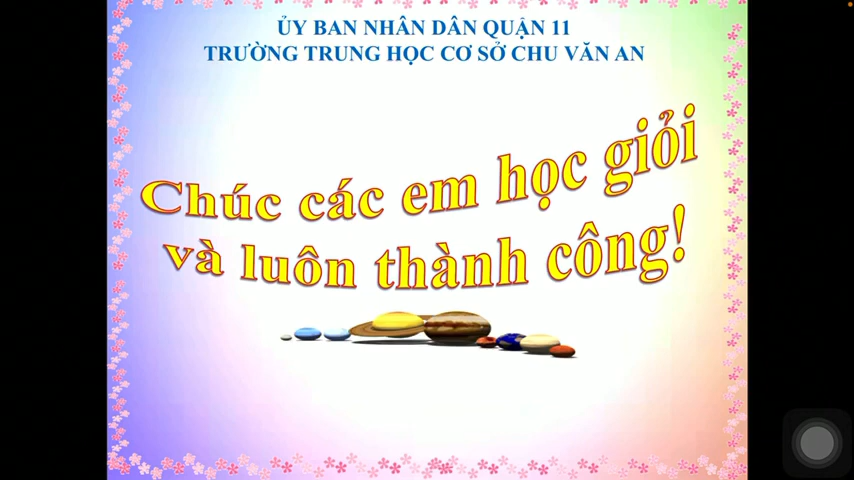 ỦY BAN NHÂN DÂN QUẬN 11
TRƯỜNG TRUNG HỌC CƠ SỞ CHU VĂN AN
Chúc các em học giỏi
và luôn thành công!